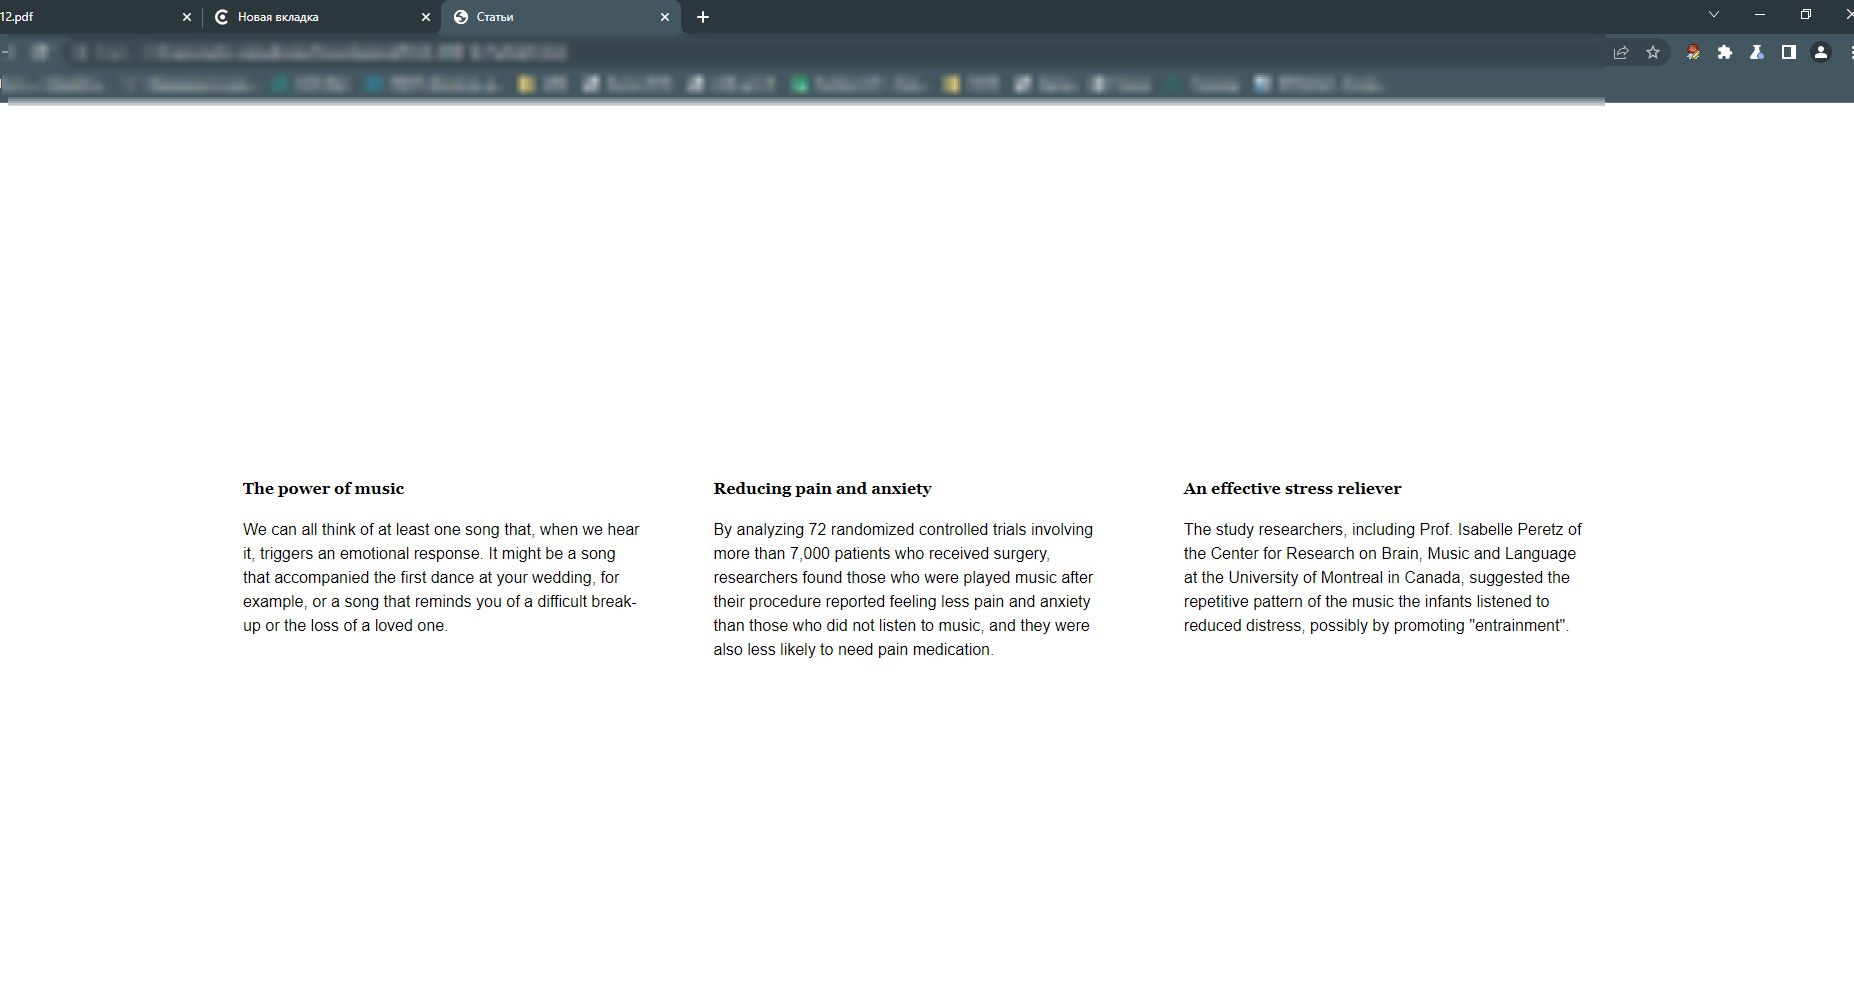 12.pdf
Новая вкладка
Статьи
The power of music
We can all think of at least one song that, when we hear
it, triggers an emotional response. It might be a song
that accompanied the first dance at your wedding, for
example, or a song that reminds you of a difficult break-
up or the loss of a loved one.
Reducing pain and anxiety
By analyzing 72 randomized controlled trials involving
more than 7,000 patients who received surgery,
researchers found those who were played music after
their procedure reported feeling less pain and anxiety
than those who did not listen to music, and they were
also less likely to need pain medication.
An effective stress reliever
The study researchers, including Prof. Isabelle Peretz of
the Center for Research on Brain, Music and Language
at the University of Montreal in Canada, suggested the
repetitive pattern of the music the infants listened to
reduced distress, possibly by promoting "entrainment".